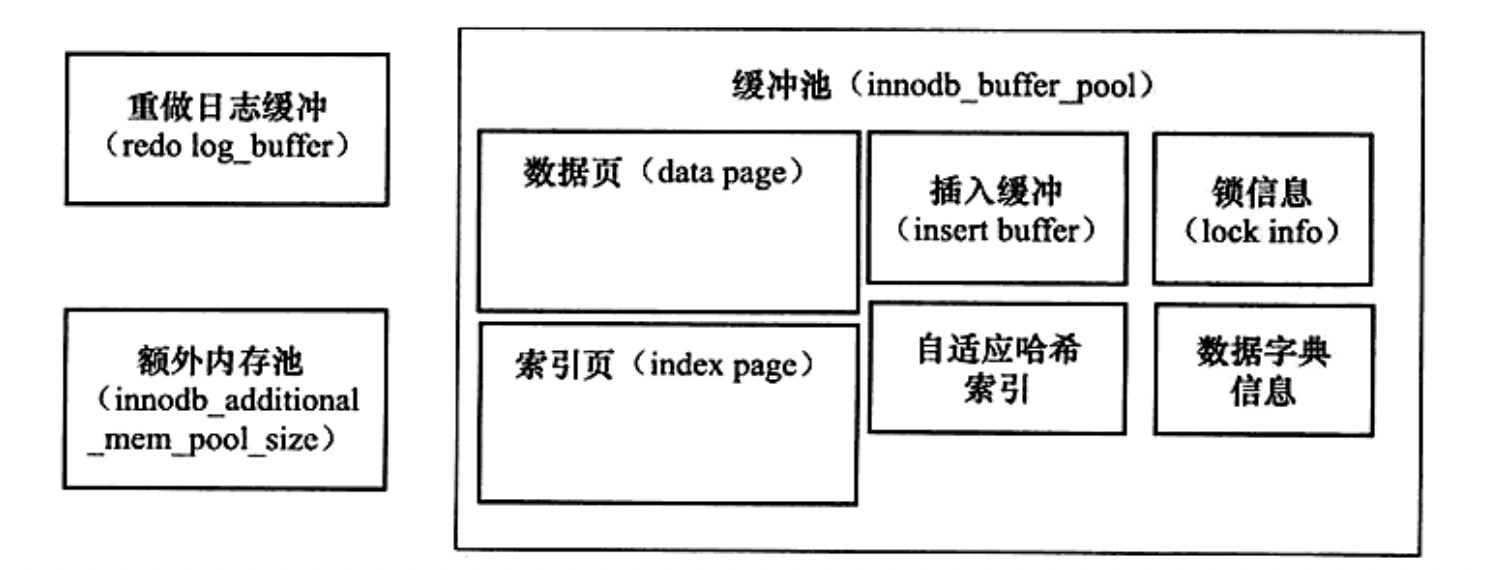 重做日志缓冲
（redo log_buffer）
额外内存池
（innodb_additional
_mem_pool_size）
缓冲池（innodb_buffer_pool）
数据页（data page）
索引页（index page）
插入缓冲
（insert buffer）
锁信息
（lock info）
自适应哈希
索引
数据字典
信息